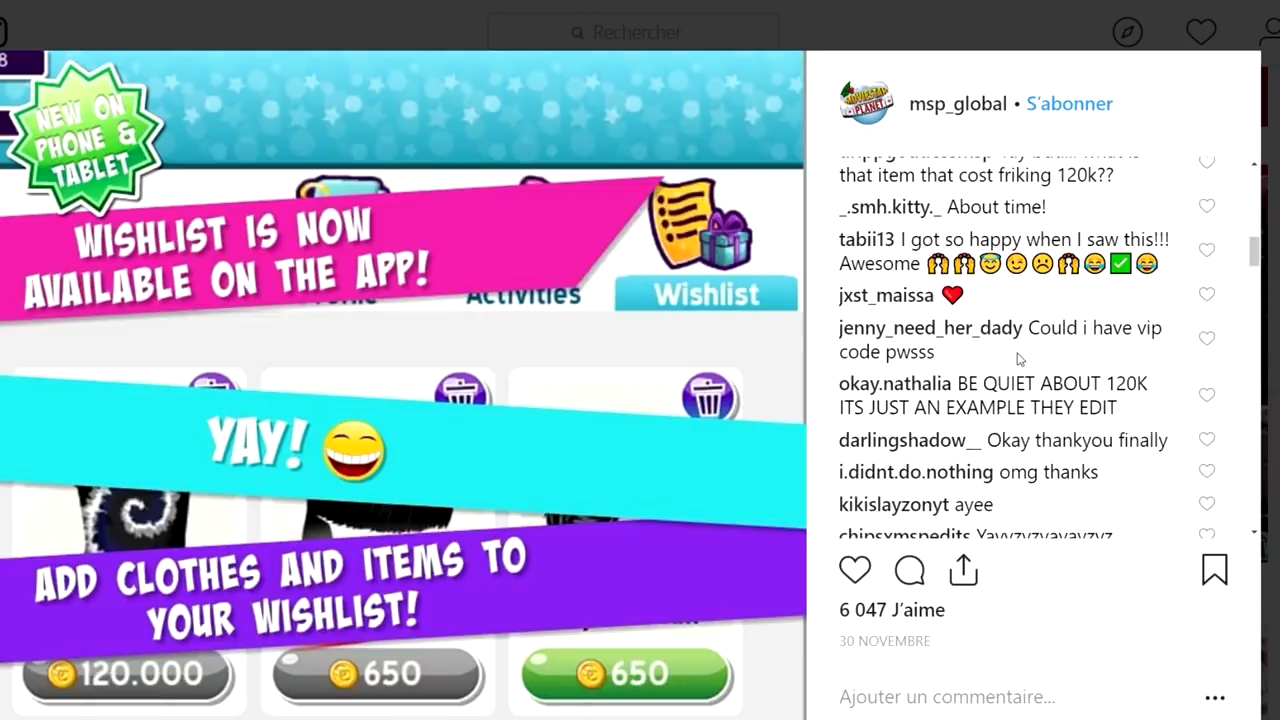 Rechercher
8
NEW ON
PHONE &
TABLET
WISHLIST IS NOW
AVAILABLE ON THE APP!
Activities
Wishlist
YAY!
ADD CLOTHES AND ITEMS TO
YOUR WISHLIST!
120.000
650
650
MOVIESTAR
PLANET
msp_global • S'abonner
that item that cost friking 120k??
_.smh.kitty._ About time!
tabii13 I got so happy when I saw this!!!
Awesome 🙌🙌😇😉☹️🙌😂✅😂
jxst_maissa ❤️
jenny_need_her_dady Could i have vip
code pwsss
okay.nathalia BE QUIET ABOUT 120K
ITS JUST AN EXAMPLE THEY EDIT
darlingshadow__ Okay thankyou finally
i.didnt.do.nothing omg thanks
kikislayzonyt ayee
chipsxmspedits
6 047 J'aime
30 NOVEMBRE
Ajouter un commentaire...